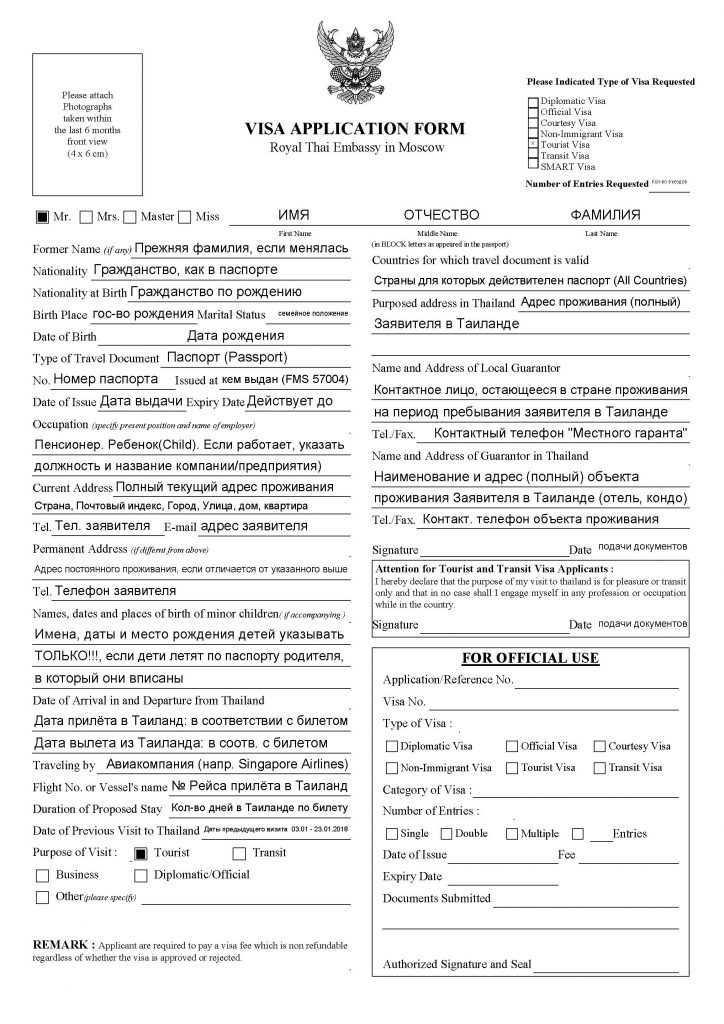 Please attach
Photographs
taken within
the last 6 months
front view
(4 x 6 cm)
VISA APPLICATION FORM
Royal Thai Embassy in Moscow
Please Indicated Type of Visa Requested
Diplomatic Visa
Official Visa
Courtesy Visa
Non-Immigrant Visa
x Tourist Visa
Transit Visa
SMART Visa
Number of Entries Requested Кол-во въездов
Mr. Mrs. Master Miss ИМЯ ОТЧЕСТВО ФАМИЛИЯ
First Name Middle Name Last Name
Former Name (if any) Прежняя фамилия, если менялась
Nationality Гражданство, как в паспорте
Nationality at Birth Гражданство по рождению
Birth Place гос-во рождения Marital Status семейное положение
Date of Birth Дата рождения
Type of Travel Document Паспорт (Passport)
No. Номер паспорта Issued at кем выдан (FMS 57004)
Date of Issue Дата выдачи Expiry Date Действует до
Occupation (specify present position and name of employer)
Пенсионер. Ребенок(Child). Если работает, указать
должность и название компании/предприятия)
Current Address Полный текущий адрес проживания
Страна, Почтовый индекс, Город, Улица, дом, квартира
Tel. Тел. заявителя E-mail адрес заявителя
Permanent Address (if differnt from above)
Адрес постоянного проживания, если отличается от указанного выше
Tel. Телефон заявителя
Names, dates and places of birth of minor children( if accompanying )
Имена, даты и место рождения детей указывать
ТОЛЬКО!!!, если дети летят по паспорту родителя,
в который они вписаны
Date of Arrival in and Departure from Thailand
Дата прилёта в Таиланд: в соответствии с билетом
Дата вылета из Таиланда: в соотв. с билетом
Traveling by Авиакомпания (напр. Singapore Airlines)
Flight No. or Vessel's name № Рейса прилёта в Таиланд
Duration of Proposed Stay Кол-во дней в Таиланде по билету
Date of Previous Visit to Thailand Даты предыдущего визита 03.01 - 23.01.2018
Purpose of Visit : Tourist Transit
Business Diplomatic/Official
Other(please specify)
REMARK : Applicant are required to pay a visa fee which is non refundable
regardless of whether the visa is approved or rejected.
(in BLOCK letters as appeared in the passport)
Countries for which travel document is valid
Страны для которых действителен паспорт (All Countries)
Purposed address in Thailand Адрес проживания (полный)
Заявителя в Таиланде
Name and Address of Local Guarantor
Контактное лицо, остающееся в стране проживания
на период пребывания заявителя в Таиланде
Tel./Fax. Контактный телефон "Местного гаранта"
Name and Address of Guarantor in Thailand
Наименование и адрес (полный) объекта
проживания Заявителя в Таиланде (отель, кондо)
Tel./Fax. Контакт. телефон объекта проживания
Signature Date подачи документов
Attention for Tourist and Transit Visa Applicants :
I hereby declare that the purpose of my visit to thailand is for pleasure or transit
only and that in no case shall I engage myself in any profession or occupation
while in the country.
Signature Date подачи документов
FOR OFFICIAL USE
Application/Reference No.
Visa No.
Type of Visa :
Diplomatic Visa Official Visa Courtesy Visa
Non-Immigrant Visa Tourist Visa Transit Visa
Category of Visa :
Number of Entries :
Single Double Multiple Entries
Date of Issue Fee
Expiry Date
Documents Submitted
Authorized Signature and Seal